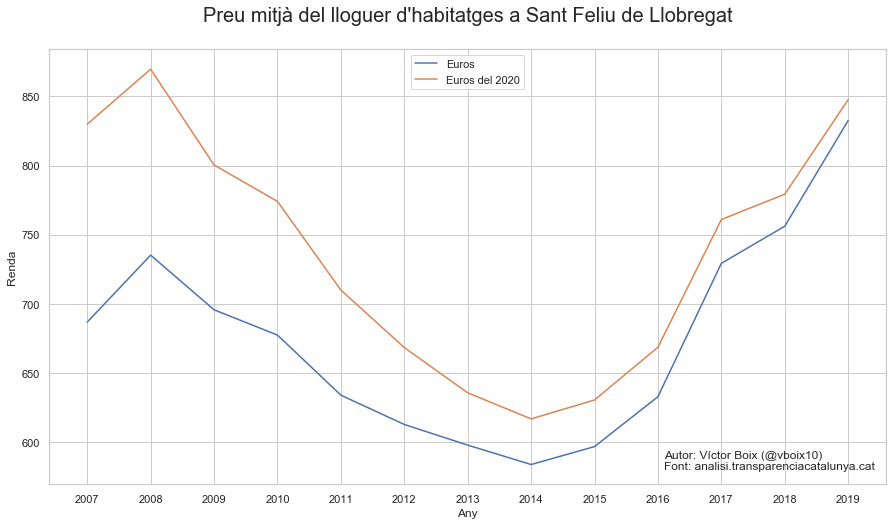 Preu mitjà del lloguer d'habitatges a Sant Feliu de Llobregat
Euros
Euros del 2020
850
800
750
700
650
600
Renda
2007 2008 2009 2010 2011 2012 2013 2014 2015 2016 2017 2018 2019
Any
Autor: Víctor Boix (@vboix10)
Font: analisi.transparenciacatalunya.cat